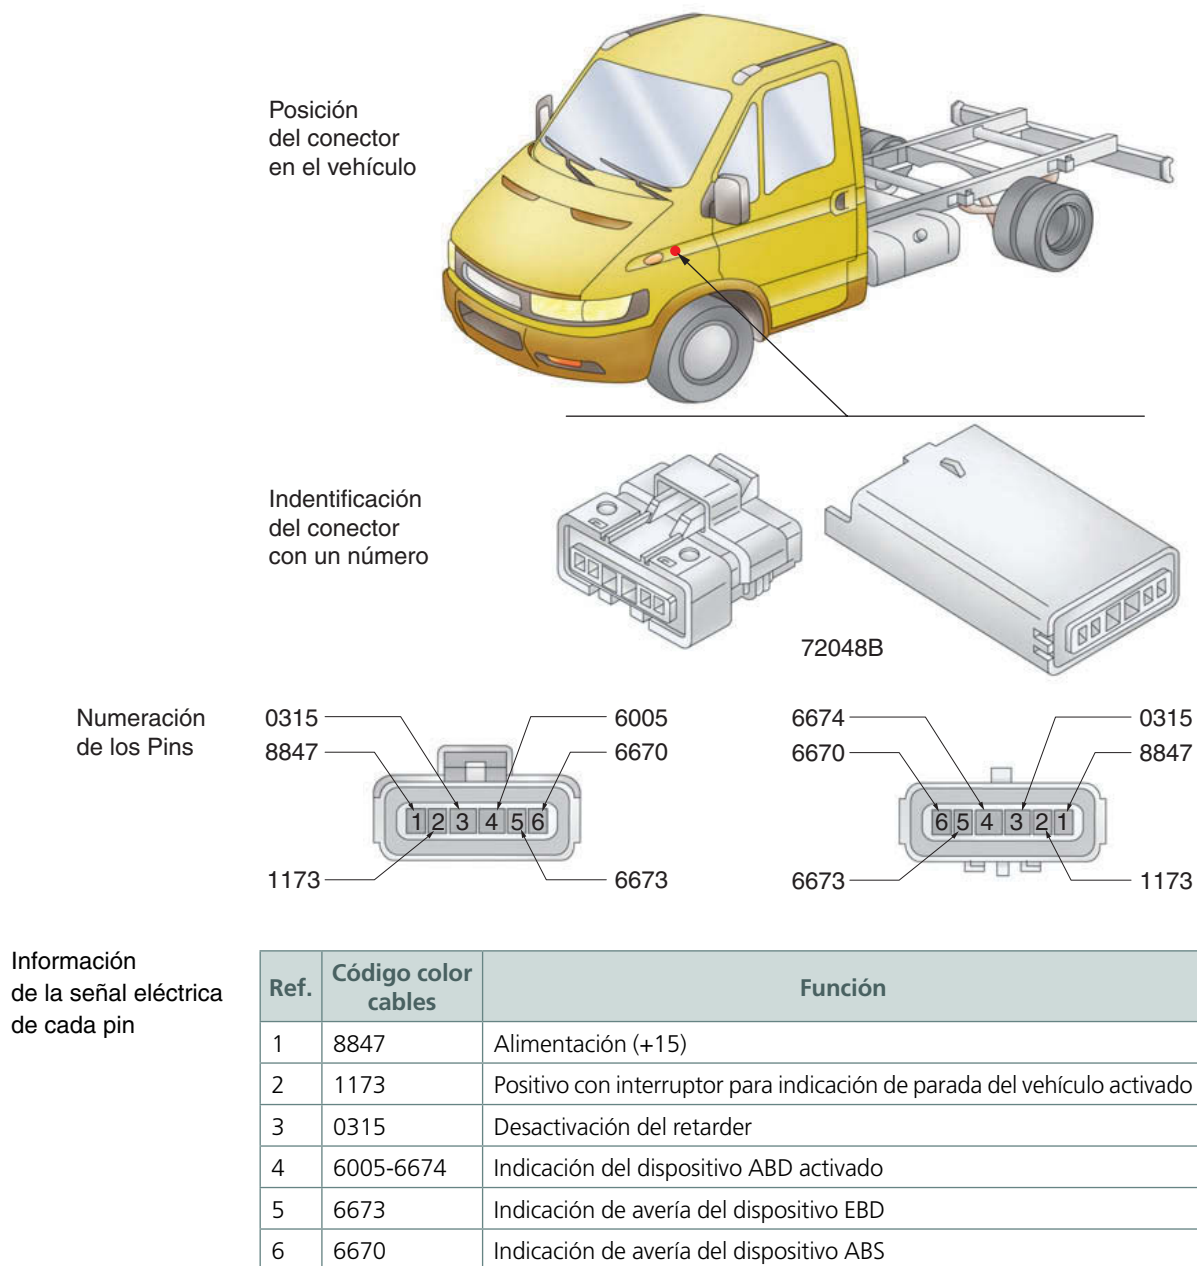 Posición
del conector
en el vehículo
Indentificación
del conector
con un número
72048B
Numeración
de los Pins
0315
8847
1173
6005
6670
6673
1 2 3 4 5 6
6674
6670
6673
0315
8847
1173
6 5 4 3 2 1
Información
de la señal eléctrica
de cada pin
Ref. Código color cables Función
1 8847 Alimentación (+15)
2 1173 Positivo con interruptor para indicación de parada del vehículo activado
3 0315 Desactivación del retarder
4 6005-6674 Indicación del dispositivo ABD activado
5 6673 Indicación de avería del dispositivo EBD
6 6670 Indicación de avería del dispositivo ABS